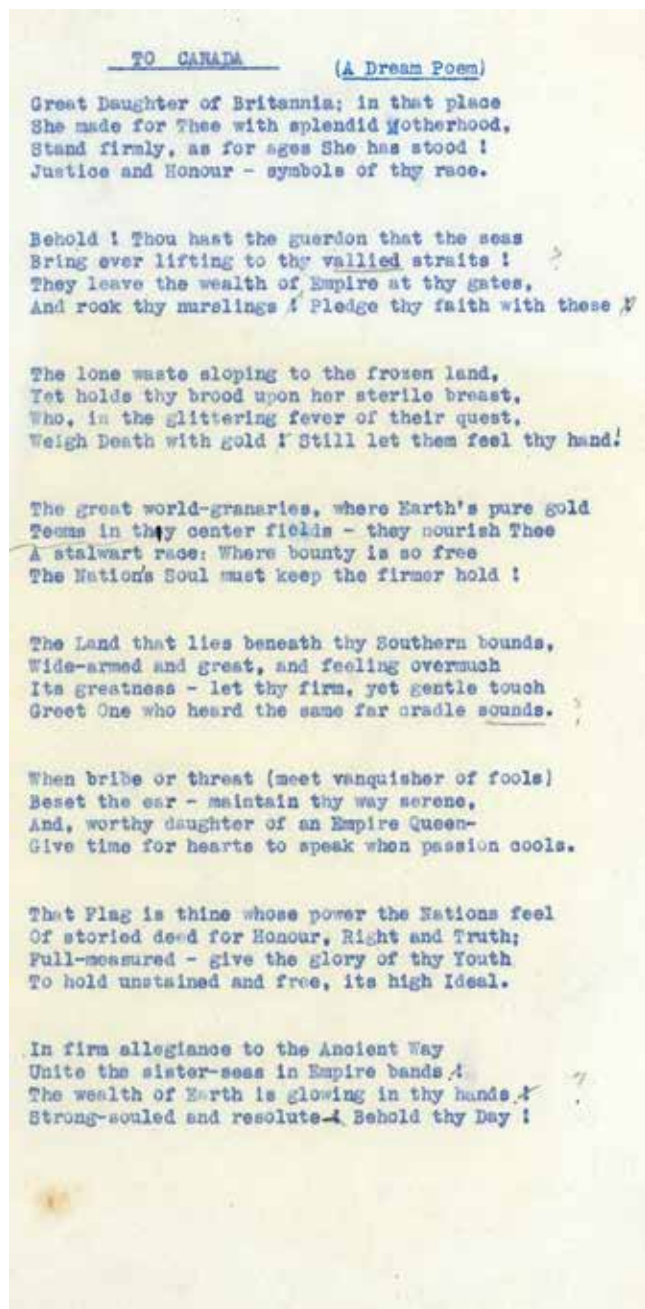 TO CANADA
(A Dream Poem)
Great Daughter of Britannia; in that place
She made for Thee with splendid Motherhood,
Stand firmly, as for ages She has stood !
Justice and Honour - symbols of thy race.
Behold ! Thou hast the guerdon that the seas
Bring ever lifting to thy vallied straits ! ?
They leave the wealth of Empire at thy gates,
And rock thy nurslings ! Pledge thy faith with these !
The lone waste sloping to the frozen land,
Yet holds thy brood upon her sterile breast,
Who, in the glittering fever of their quest,
Weigh Death with gold ! Still let them feel thy hand!
The great world-granaries, where Earth's pure gold
Teems in thy center fields - they nourish Thee
A stalwart race: Where bounty is so free
The Nation's Soul must keep the firmer hold !
The Land that lies beneath thy Southern bounds,
Wide-armed and great, and feeling overmuch
Its greatness - let thy firm, yet gentle touch
Greet One who heard the same far cradle sounds. ?
When bribe or threat (meet vanquisher of fools)
Beset the ear - maintain thy way serene,
And, worthy daughter of an Empire Queen-
Give time for hearts to speak when passion cools.
That Flag is thine whose power the Nations feel
Of storied deed for Honour, Right and Truth;
Full-measured - give the glory of thy Youth
To hold unstained and free, its high Ideal.
In firm allegiance to the Ancient Way
Unite the sister-seas in Empire bands !
The wealth of Earth is glowing in thy hands ! ?
Strong-souled and resolute - Behold thy Day !